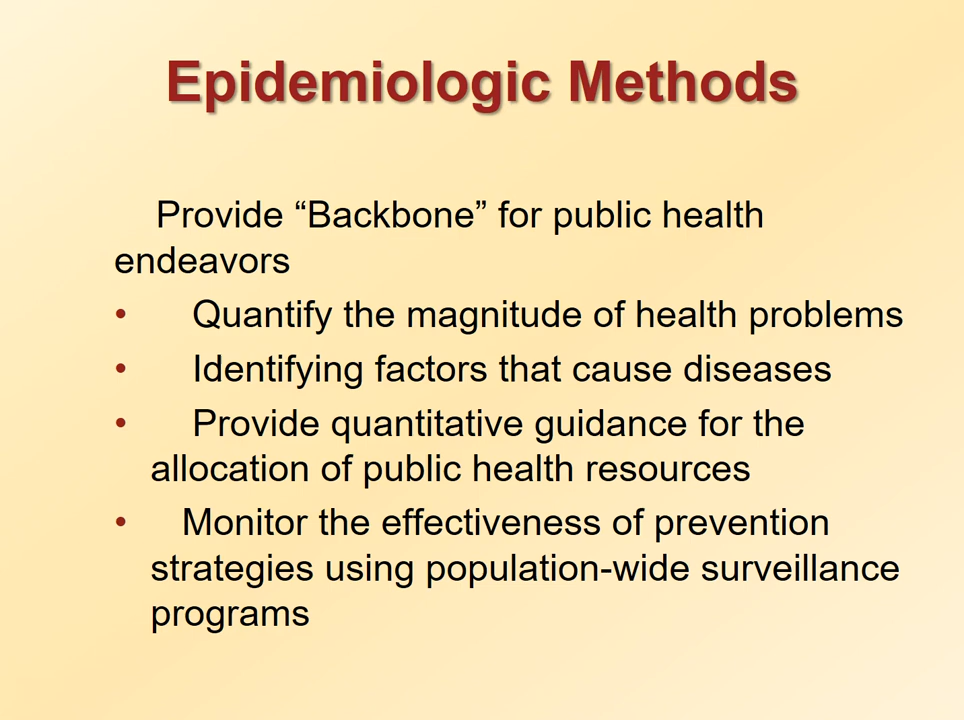 Epidemiologic Methods
Provide “Backbone” for public health
endeavors
• Quantify the magnitude of health problems
• Identifying factors that cause diseases
• Provide quantitative guidance for the
allocation of public health resources
• Monitor the effectiveness of prevention
strategies using population-wide surveillance
programs